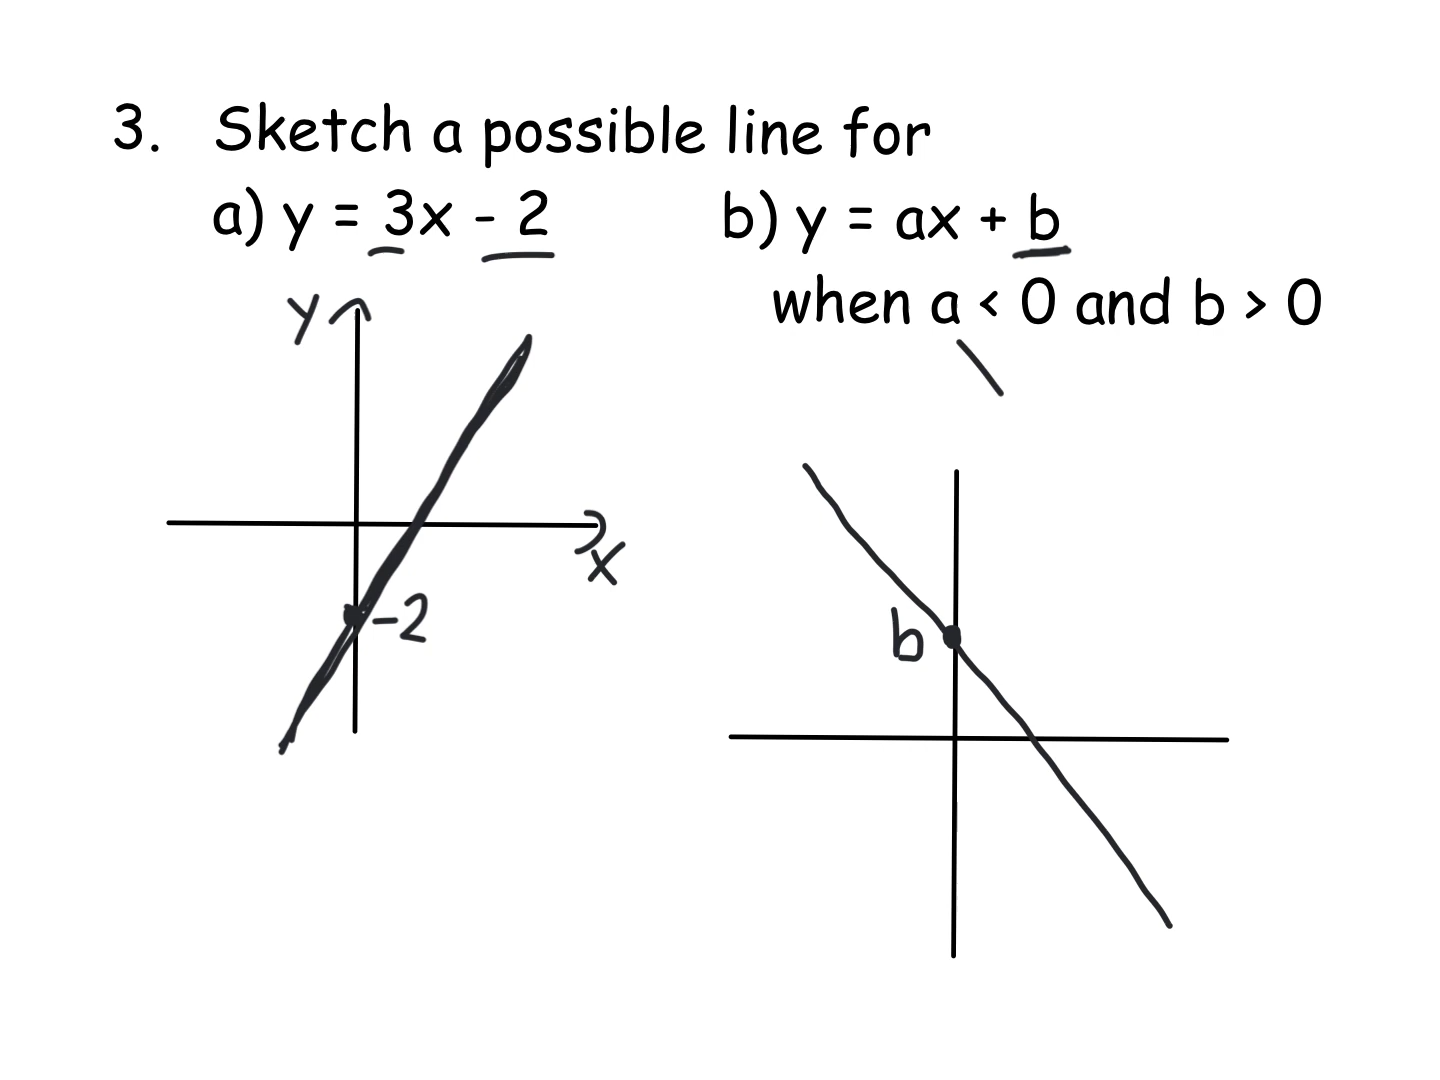 3. Sketch a possible line for
a) y = 3x - 2 b) y = ax + b
when a < 0 and b > 0
y
x
-2
b